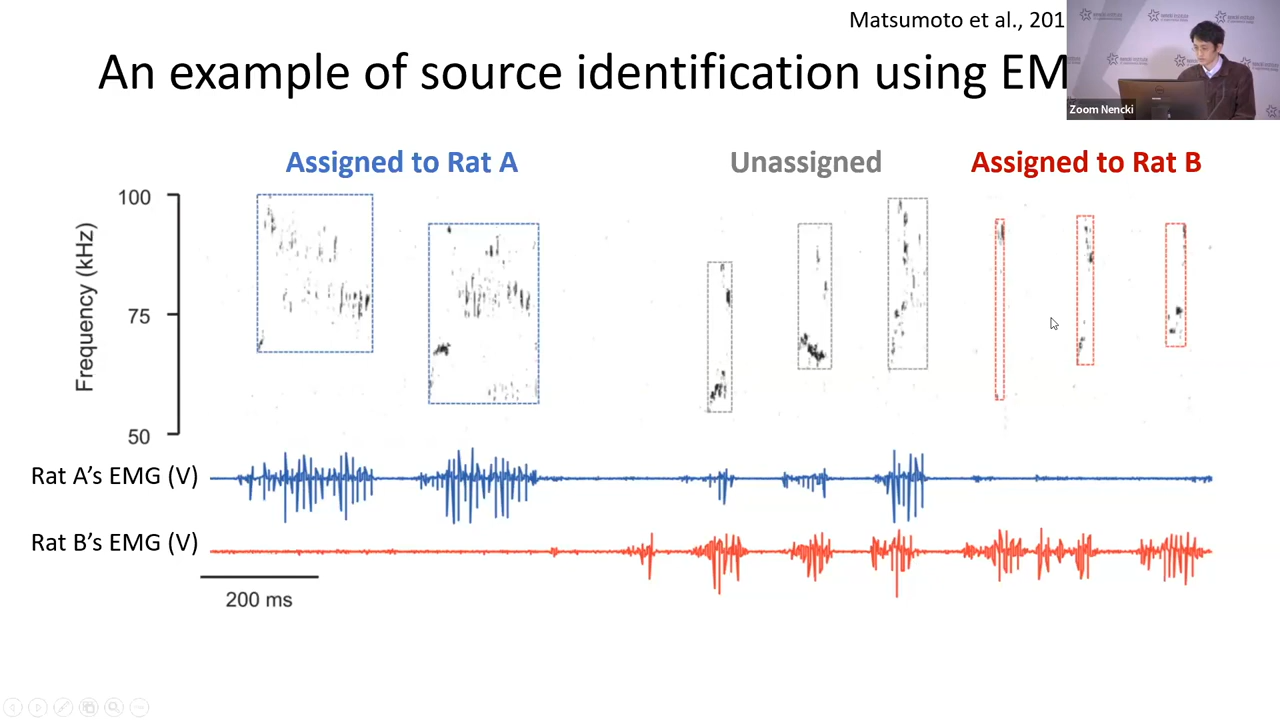 Matsumoto et al., 201
An example of source identification using EM
Zoom Nencki
Assigned to Rat A
Unassigned
Assigned to Rat B
100
75
50
Frequency (kHz)
Rat A's EMG (V)
Rat B's EMG (V)
200 ms